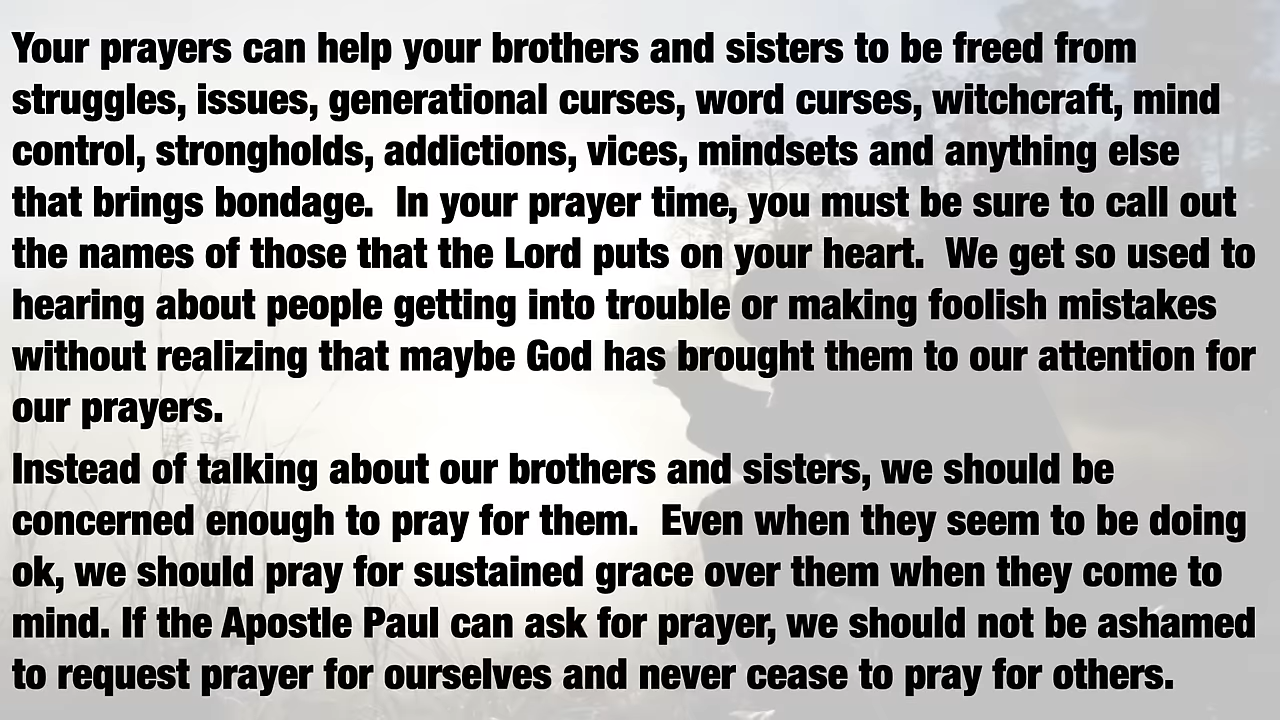 Your prayers can help your brothers and sisters to be freed from
struggles, issues, generational curses, word curses, witchcraft, mind
control, strongholds, addictions, vices, mindsets and anything else
that brings bondage.  In your prayer time, you must be sure to call out
the names of those that the Lord puts on your heart.  We get so used to
hearing about people getting into trouble or making foolish mistakes
without realizing that maybe God has brought them to our attention for
our prayers.
Instead of talking about our brothers and sisters, we should be
concerned enough to pray for them.  Even when they seem to be doing
ok, we should pray for sustained grace over them when they come to
mind. If the Apostle Paul can ask for prayer, we should not be ashamed
to request prayer for ourselves and never cease to pray for others.